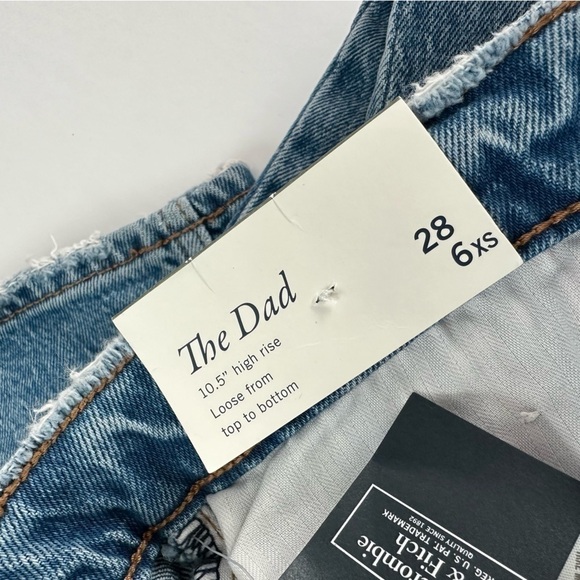 The Dad
10.5" high rise
Loose from
top to bottom
28
6xs
Fitch
REG. U.S. PAT. TRADEMARK
QUALITY SINCE 1892